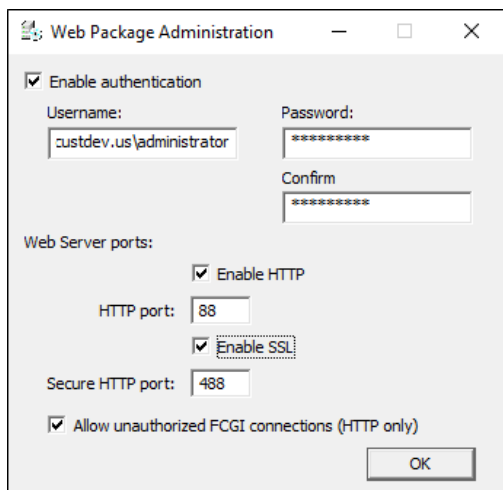 Web Package Administration
Enable authentication
Username: Password:
custdev.us\administrator *********
Confirm
*********
Web Server ports:
Enable HTTP
HTTP port: 88
Enable SSL
Secure HTTP port: 488
Allow unauthorized FCGI connections (HTTP only)
OK